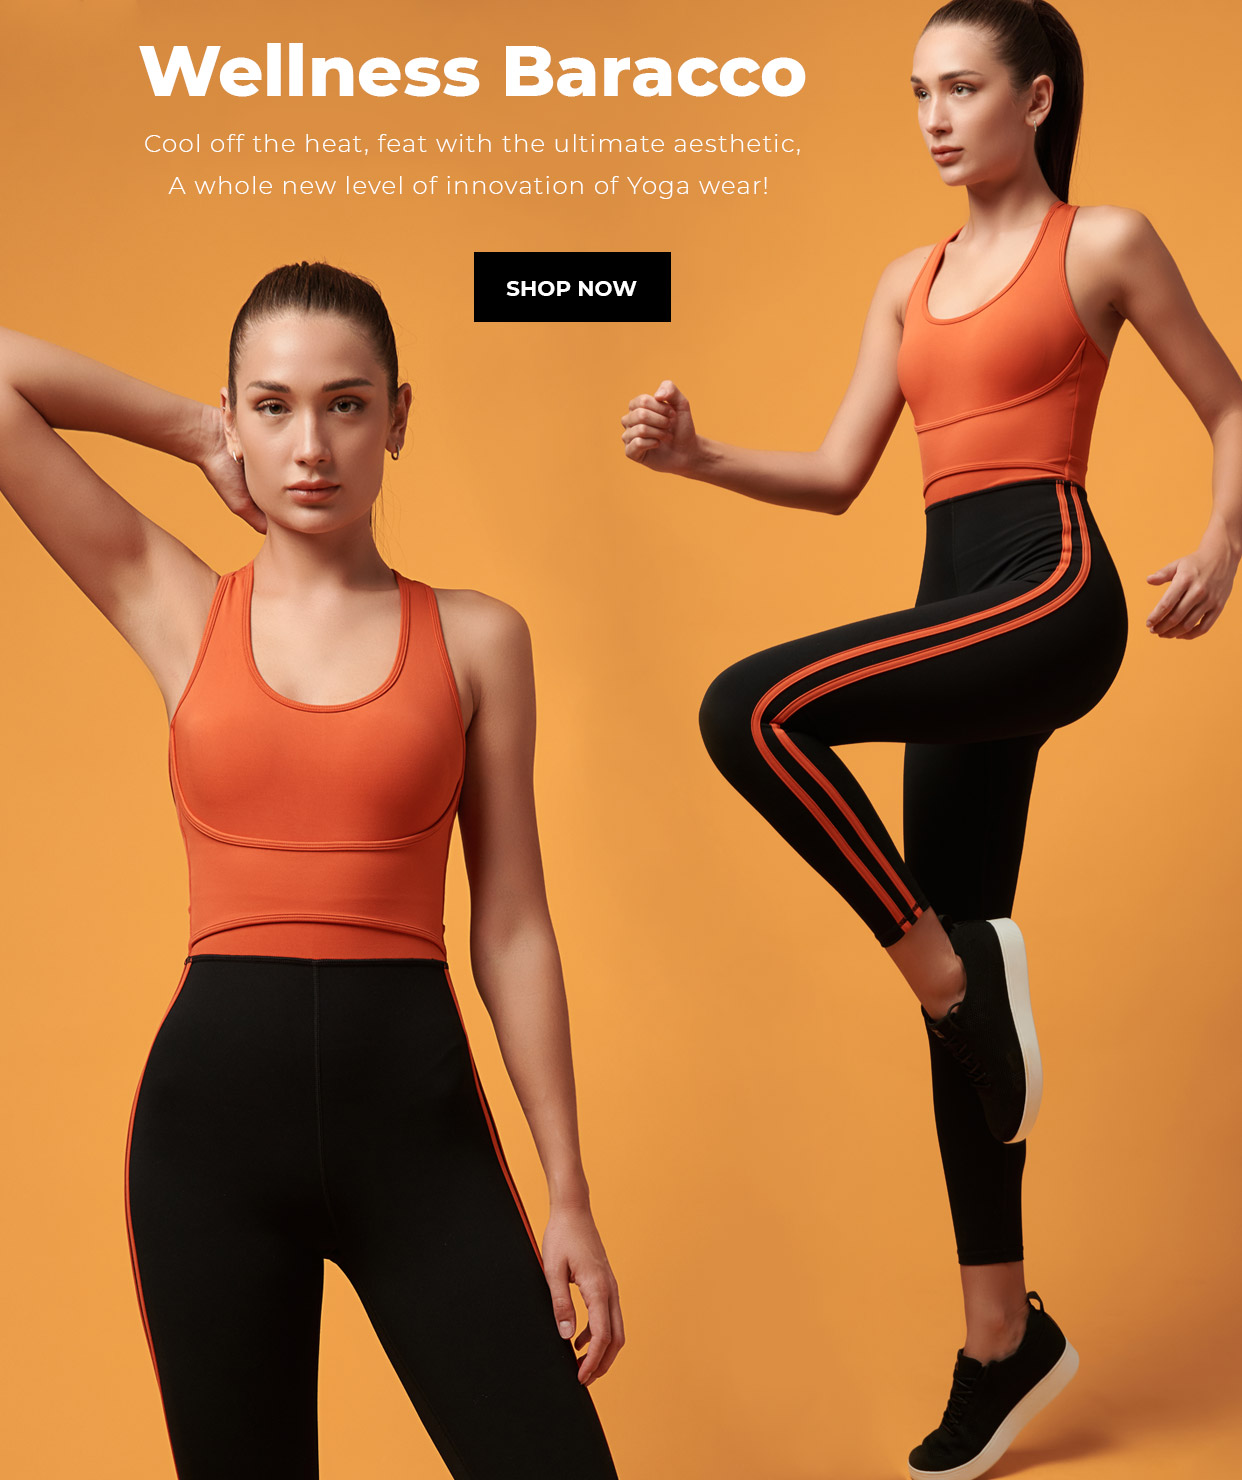 Wellness Baracco
Cool off the heat, feat with the ultimate aesthetic,
A whole new level of innovation of Yoga wear!
SHOP NOW